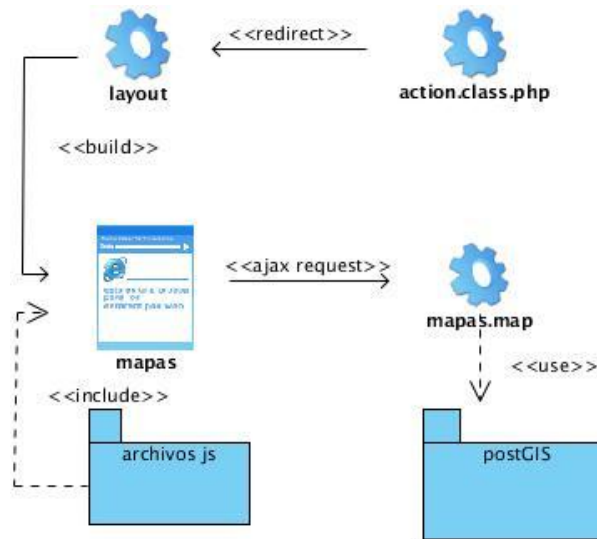 <<redirect>>
layout
action.class.php
<<build>>
<<ajax request>>
mapas
mapas.map
<<use>>
<<include>>
archivos js
postGIS